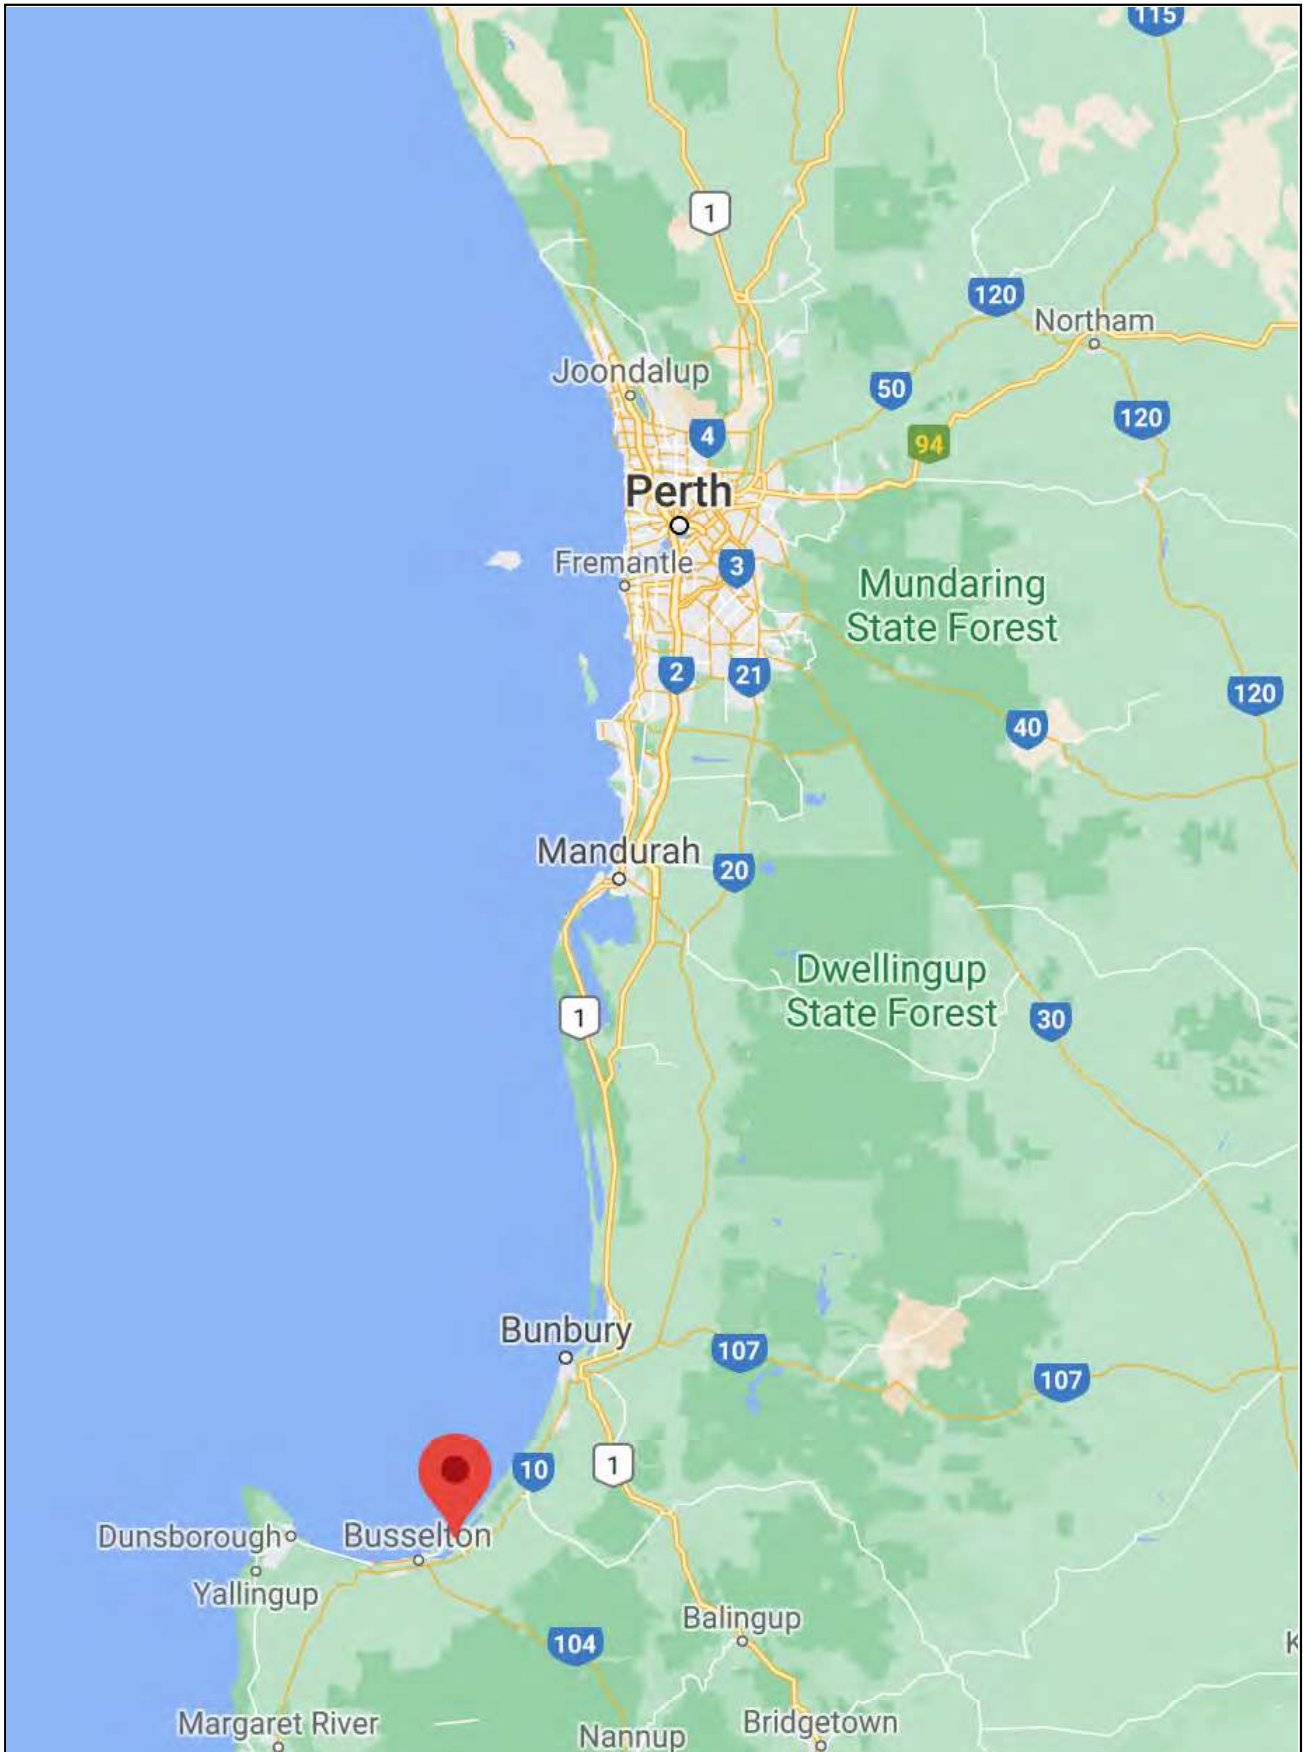 115
1
120
Northam
Joondalup
50
120
4
94
Perth
Fremantle
3
Mundaring
State Forest
2
21
120
40
Mandurah
20
Dwellingup
State Forest
1
30
Bunbury
107
107
10
1
Dunsborough
Busselton
Yallingup
Balingup
104
K
Margaret River
Nannup
Bridgetown